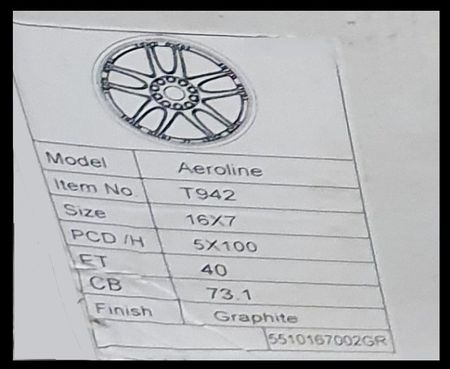 Model Aeroline
Item No T942
Size 16X7
PCD /H 5X100
ET 40
CB 73.1
Finish Graphite
5510167002GR